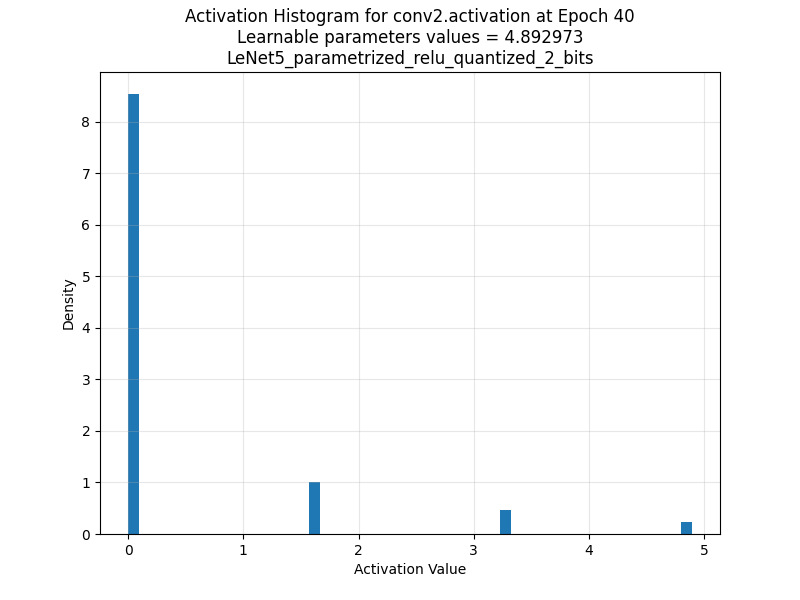 Activation Histogram for conv2.activation at Epoch 40
Learnable parameters values = 4.892973
LeNet5_parametrized_relu_quantized_2_bits
Density
8
7
6
5
4
3
2
1
0
0 1 2 3 4 5
Activation Value